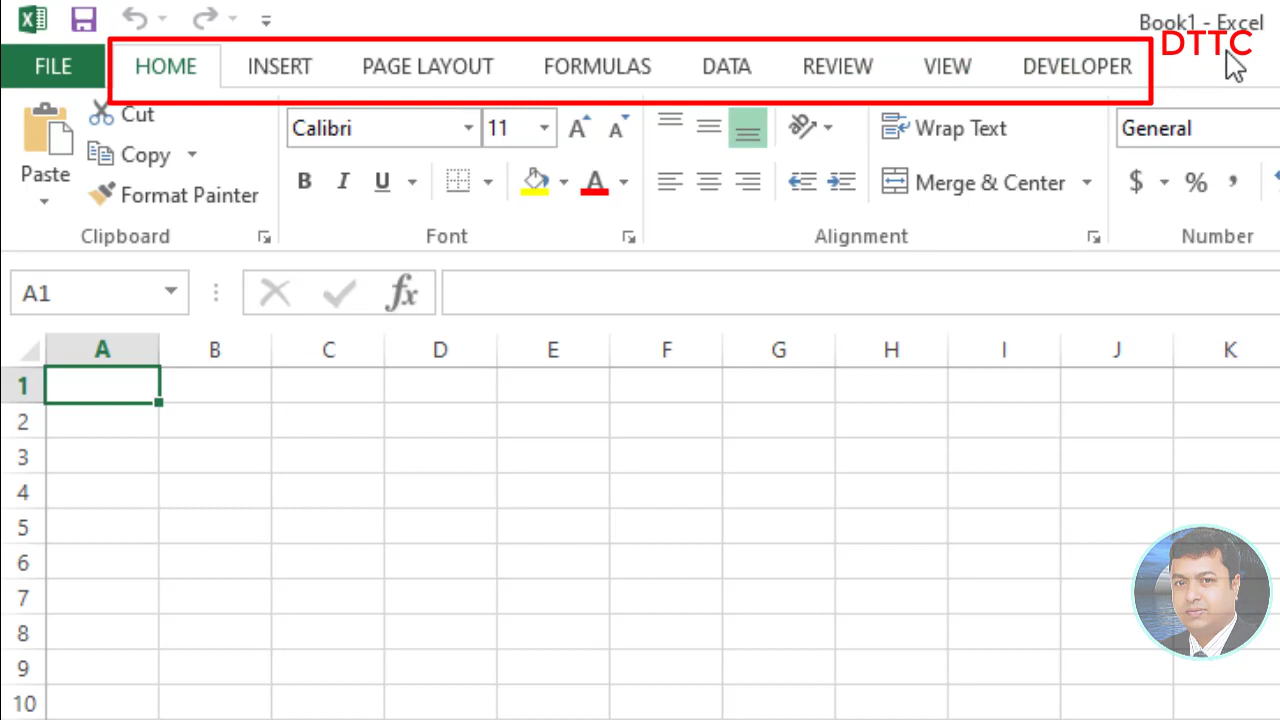 Book1 - Excel
DTTC
FILE HOME INSERT PAGE LAYOUT FORMULAS DATA REVIEW VIEW DEVELOPER
Cut
Calibri 11 Wrap Text General
Copy
Paste
B I U A Merge & Center $ % ,
Format Painter
Clipboard Font Alignment Number
A1 fx
A B C D E F G H I J K
1
2
3
4
5
6
7
8
9
10